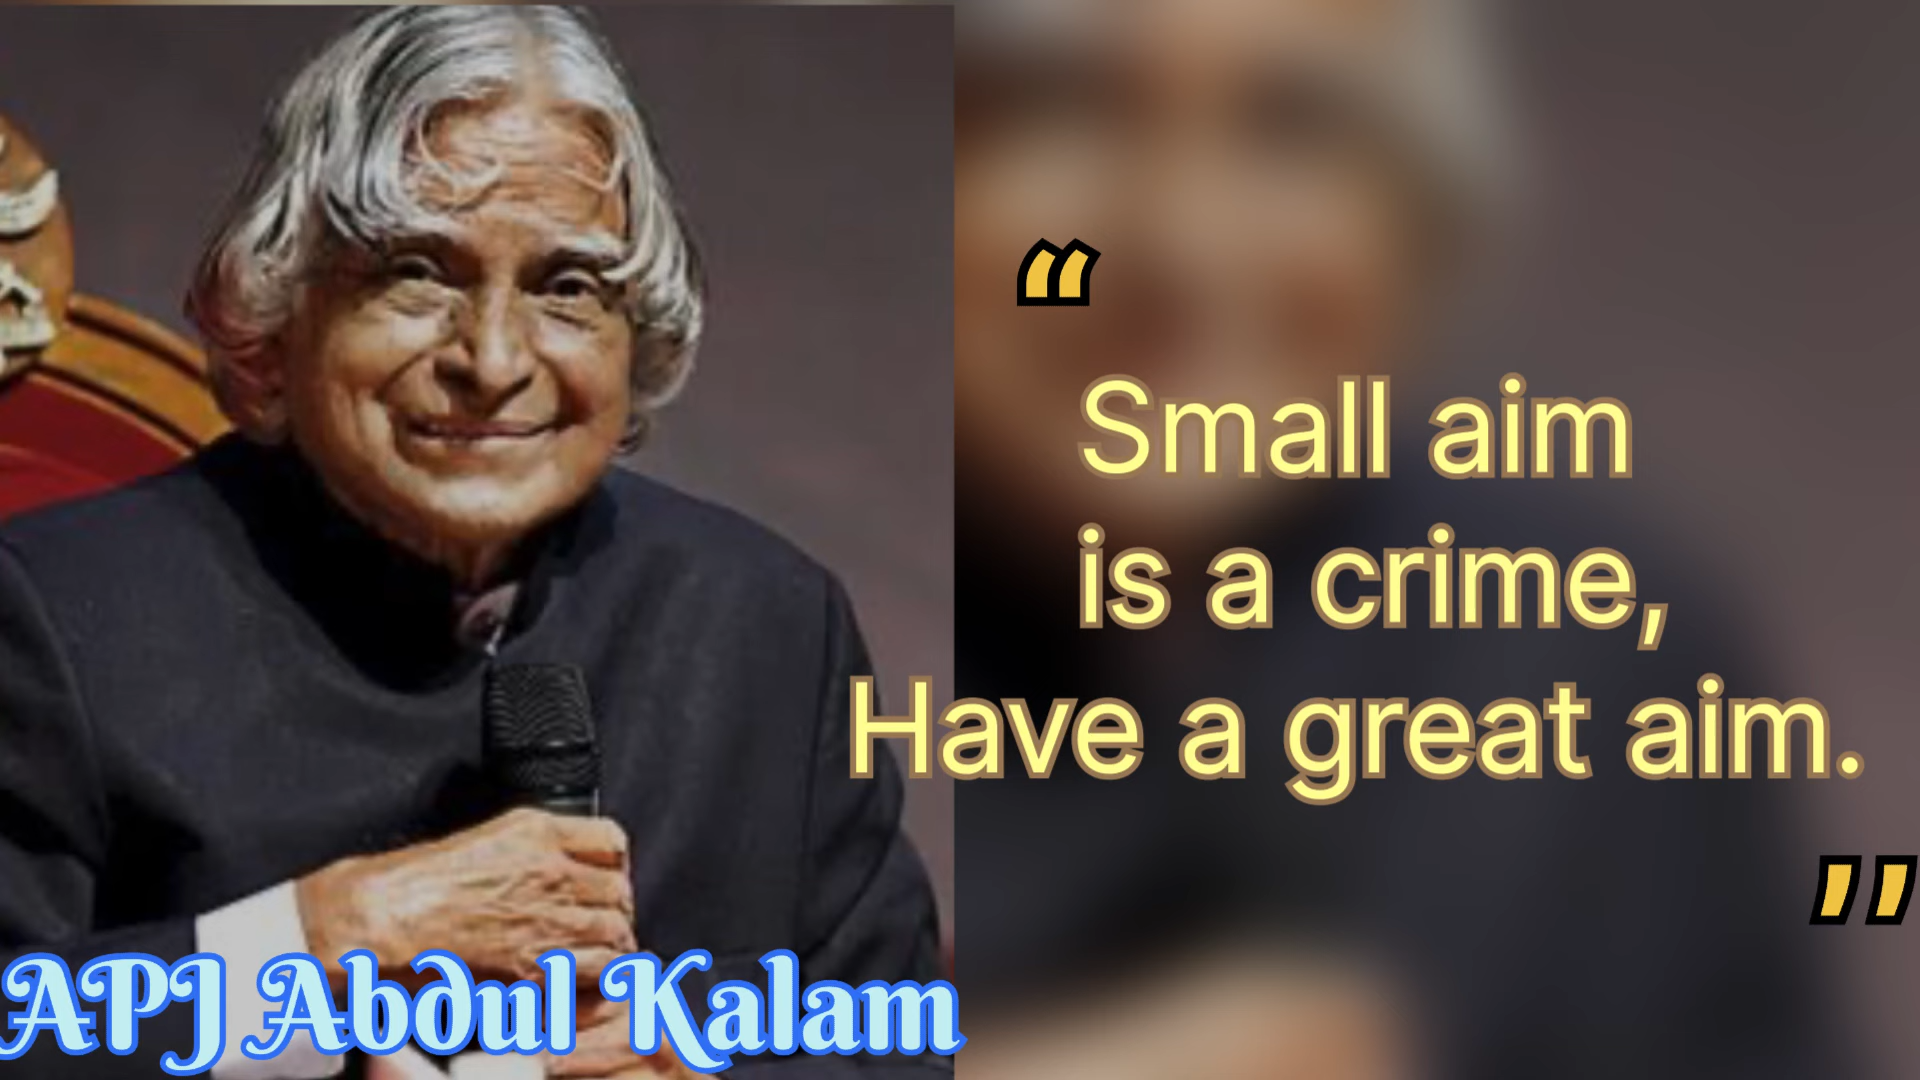 “
Small aim
is a crime,
Have a great aim.
”
APJ Abdul Kalam